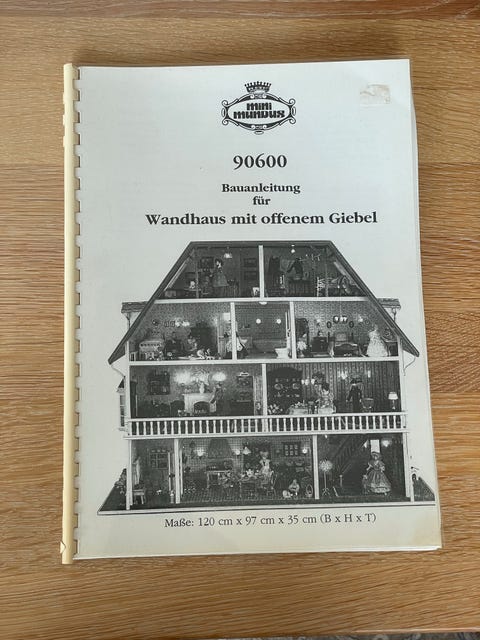 mini
mundus
90600
Bauanleitung
für
Wandhaus mit offenem Giebel
Maße: 120 cm x 97 cm x 35 cm (B x H x T)